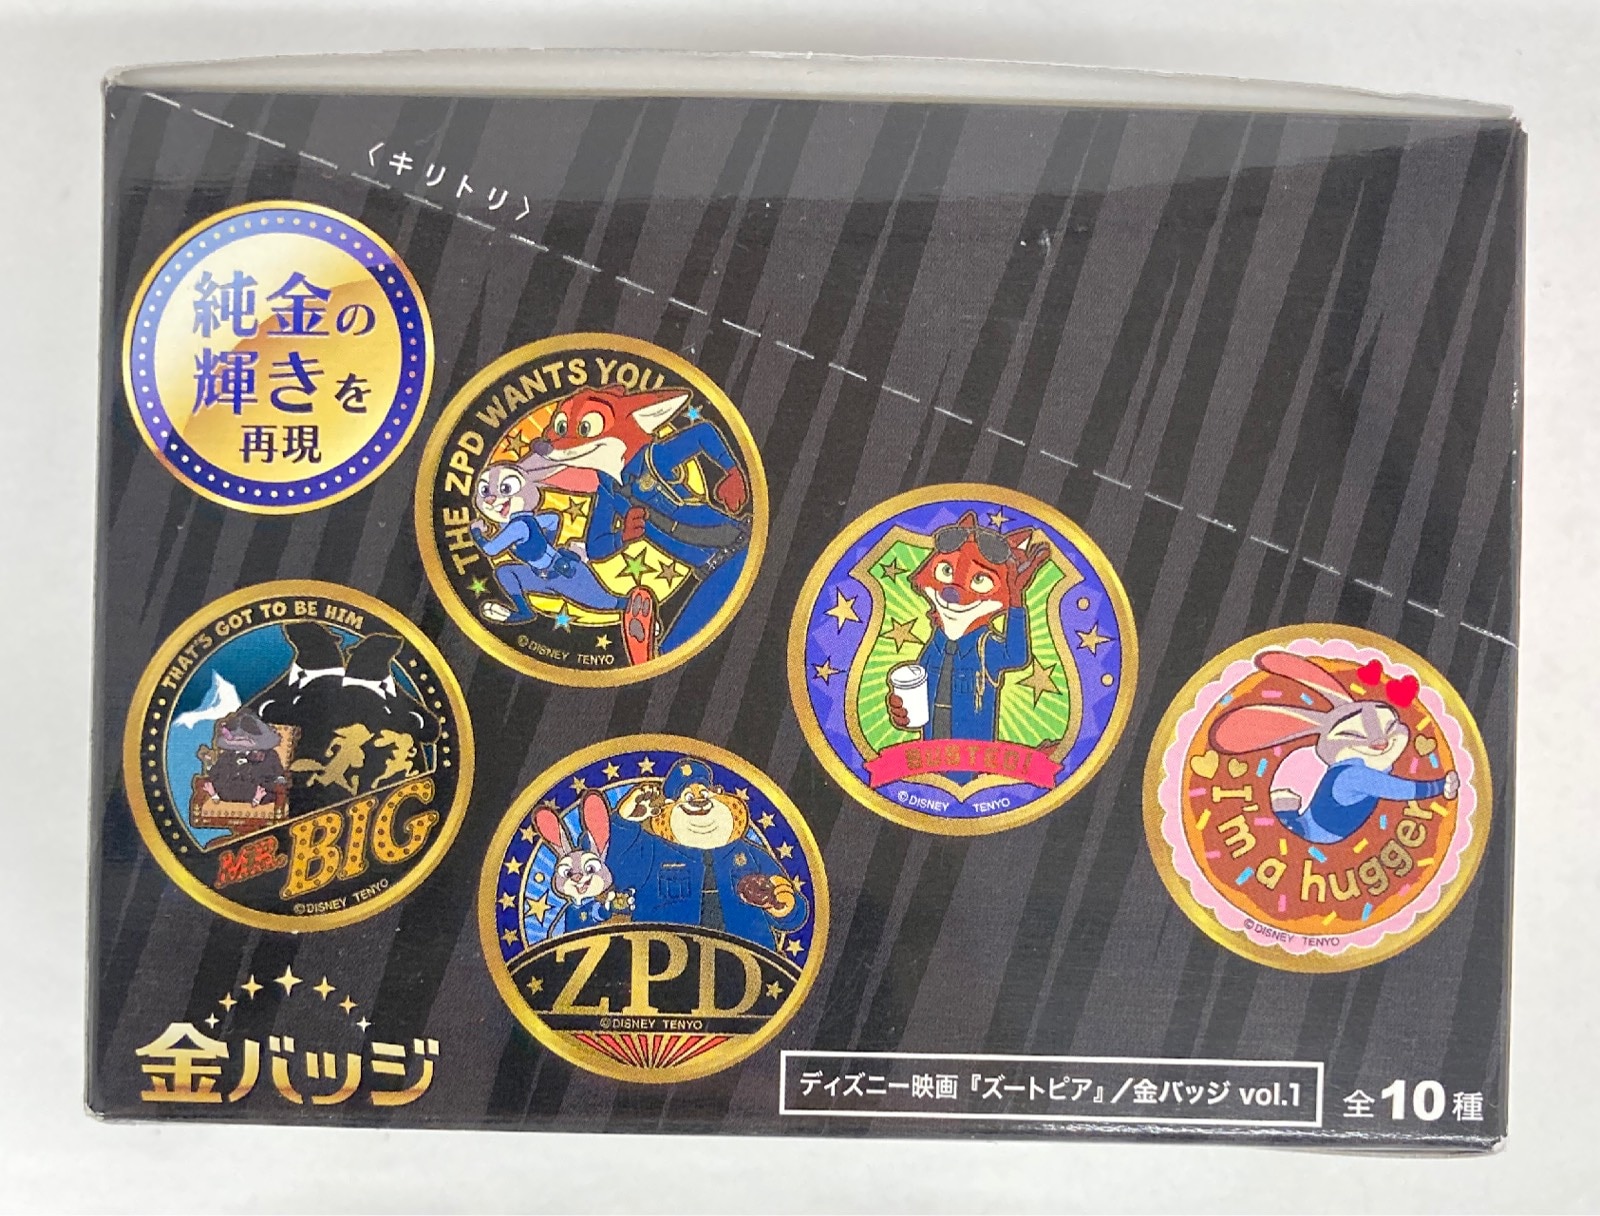 〈キリトリ〉
純金の
輝きを
再現
THE ZPD WANTS YOU
©DISNEY TENYO
THAT'S GOT TO BE HIM
MR. BIG
©DISNEY TENYO
©DISNEY TENYO
I'm a hugger
©DISNEY TENYO
ZPD
©DISNEY TENYO
金バッジ
ディズニー映画『ズートピア』/金バッジ vol.1
全10種